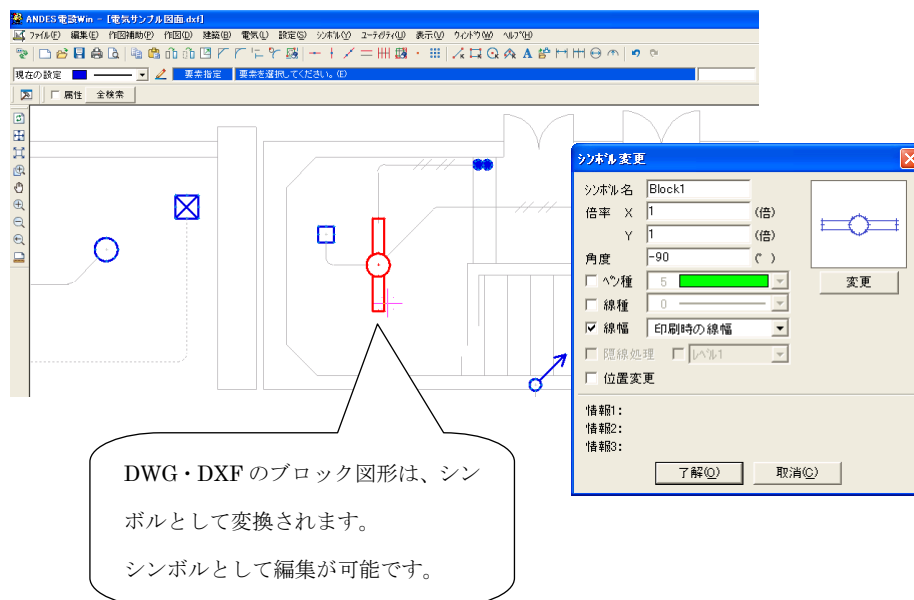 ANDES電設Win - [電気サンプル図面.dxf]
ファイル(F) 編集(E) 作図補助(P) 作図(D) 建築(B) 電気(L) 設定(S) シンボル(Y) ユーティリティ(U) 表示(V) ウィンドウ(W) ヘルプ(H)
現在の設定 要素指定 要素を選択してください。(E)
属性 全検索
シンボル変更
シンボル名 Block1
倍率 X 1 (倍)
Y 1 (倍)
角度 -90 (°)
変更
ペン種 5
線種 0
線幅 印刷時の線幅
隠線処理 レベル1
位置変更
情報1:
情報2:
情報3:
了解(O) 取消(C)
DWG・DXF のブロック図形は、シン
ボルとして変換されます。
シンボルとして編集が可能です。